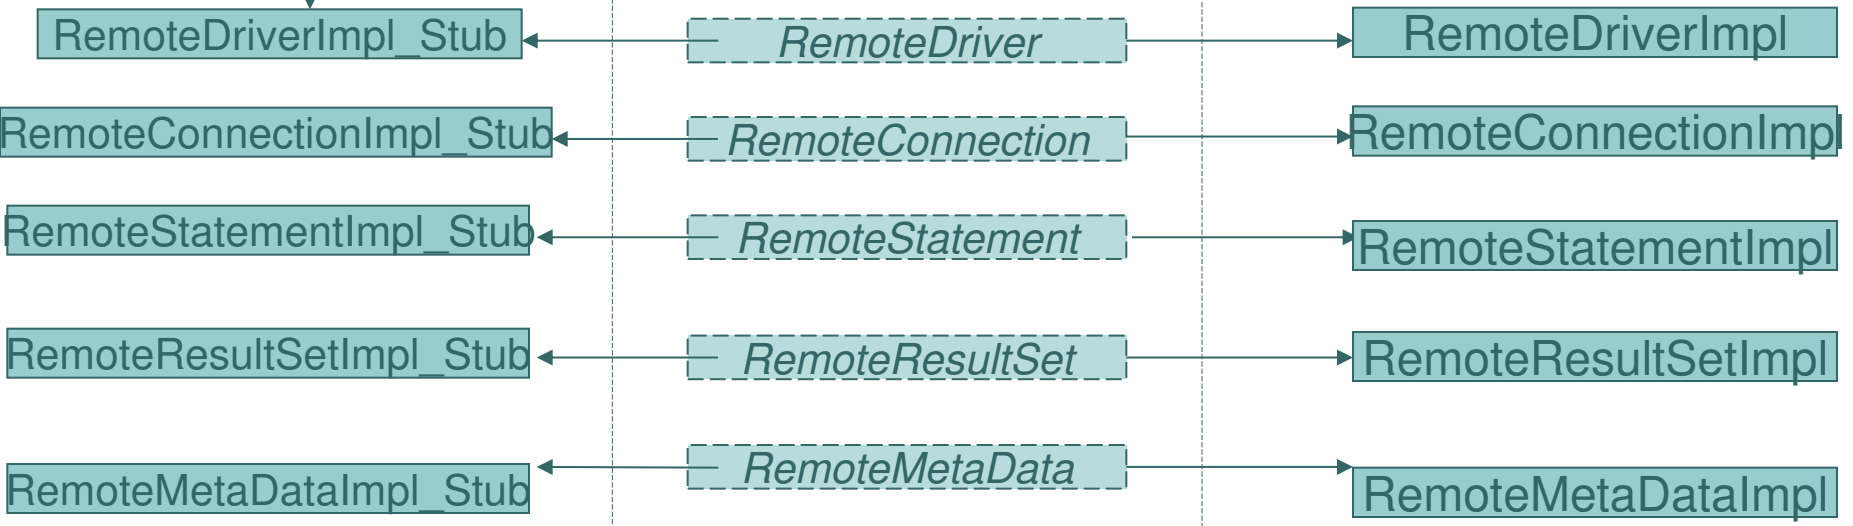 RemoteDriverImpl_Stub RemoteDriver RemoteDriverImpl
RemoteConnectionImpl_Stub RemoteConnection RemoteConnectionImpl
RemoteStatementImpl_Stub RemoteStatement RemoteStatementImpl
RemoteResultSetImpl_Stub RemoteResultSet RemoteResultSetImpl
RemoteMetaDataImpl_Stub RemoteMetaData RemoteMetaDataImpl